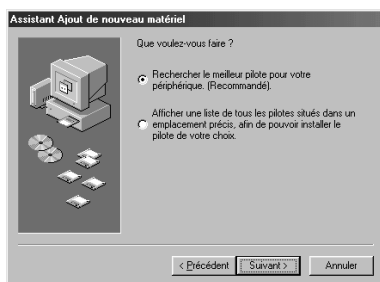 Assistant Ajout de nouveau matériel
Que voulez-vous faire ?
Rechercher le meilleur pilote pour votre
périphérique. (Recommandé).
Afficher une liste de tous les pilotes situés dans un
emplacement précis, afin de pouvoir installer le
pilote de votre choix.
< Précédent Suivant > Annuler